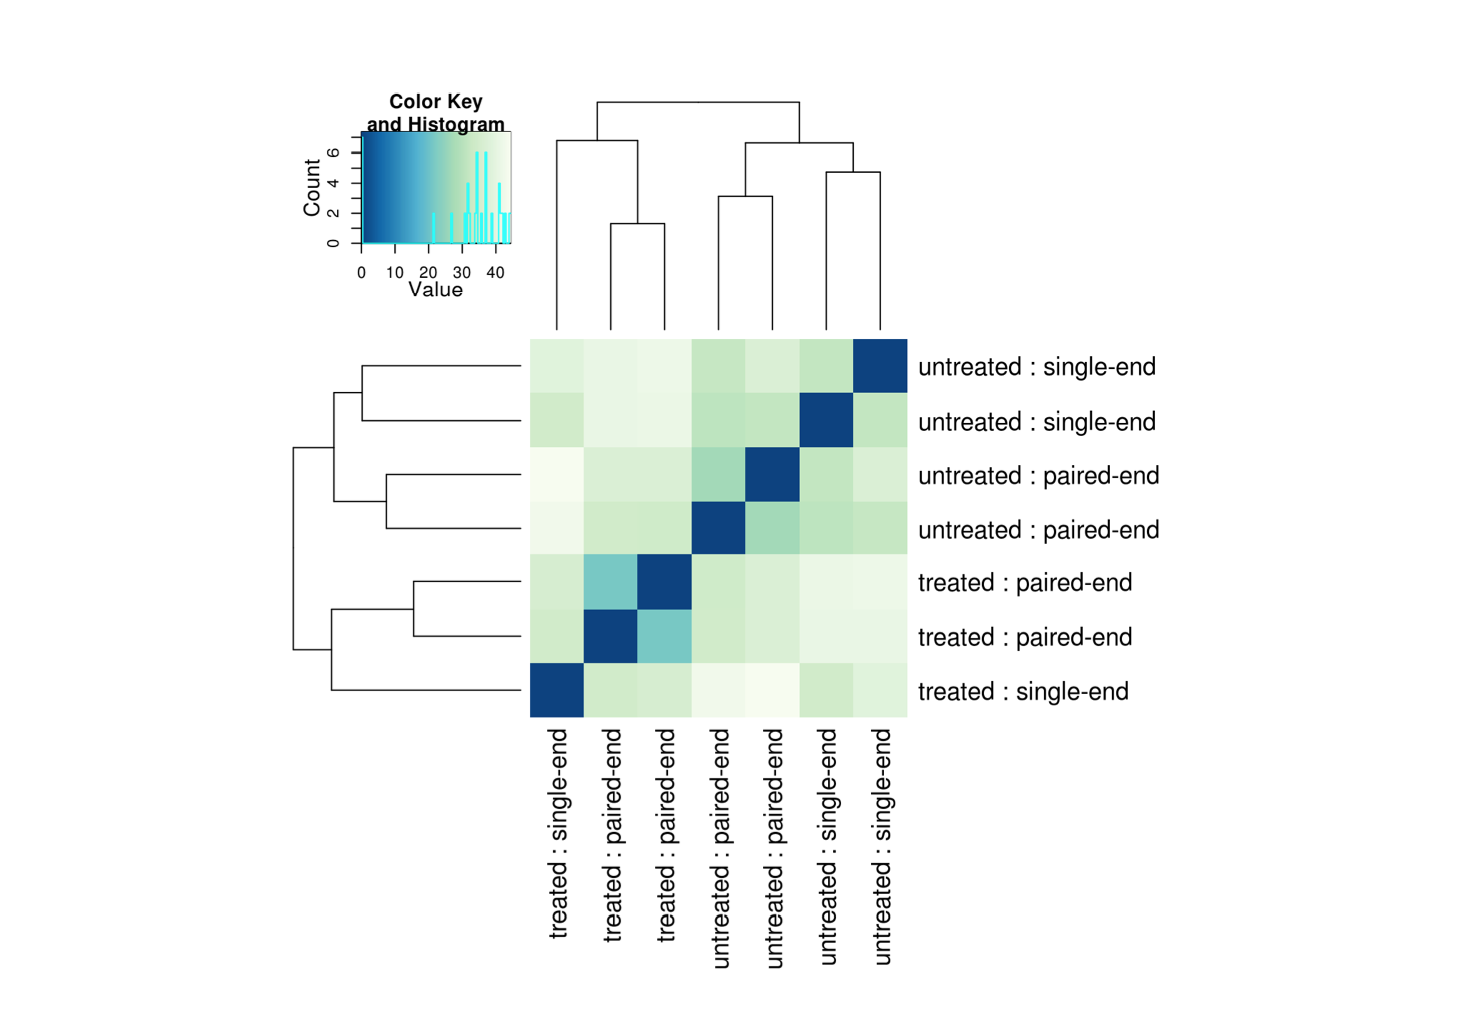 Color Key
and Histogram
Count
0 2 4 6
0 10 20 30 40
Value
untreated : single-end
untreated : single-end
untreated : paired-end
untreated : paired-end
treated : paired-end
treated : paired-end
treated : single-end
treated : single-end
treated : paired-end
treated : paired-end
untreated : paired-end
untreated : paired-end
untreated : single-end
untreated : single-end